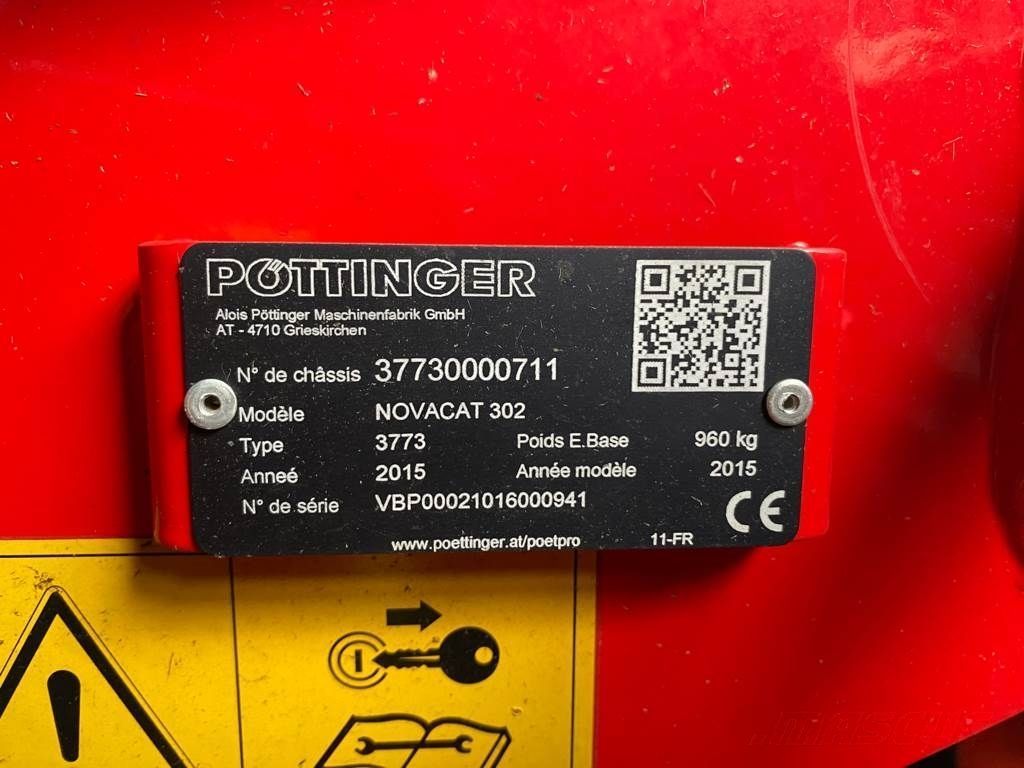 PÖTTINGER
Alois Pöttinger Maschinenfabrik GmbH
AT - 4710 Grieskirchen
N° de châssis 37730000711
Modèle NOVACAT 302
Type 3773 Poids E.Base 960 kg
Anneé 2015 Année modèle 2015
N° de série VBP00021016000941
CE
www.poettinger.at/poetpro 11-FR